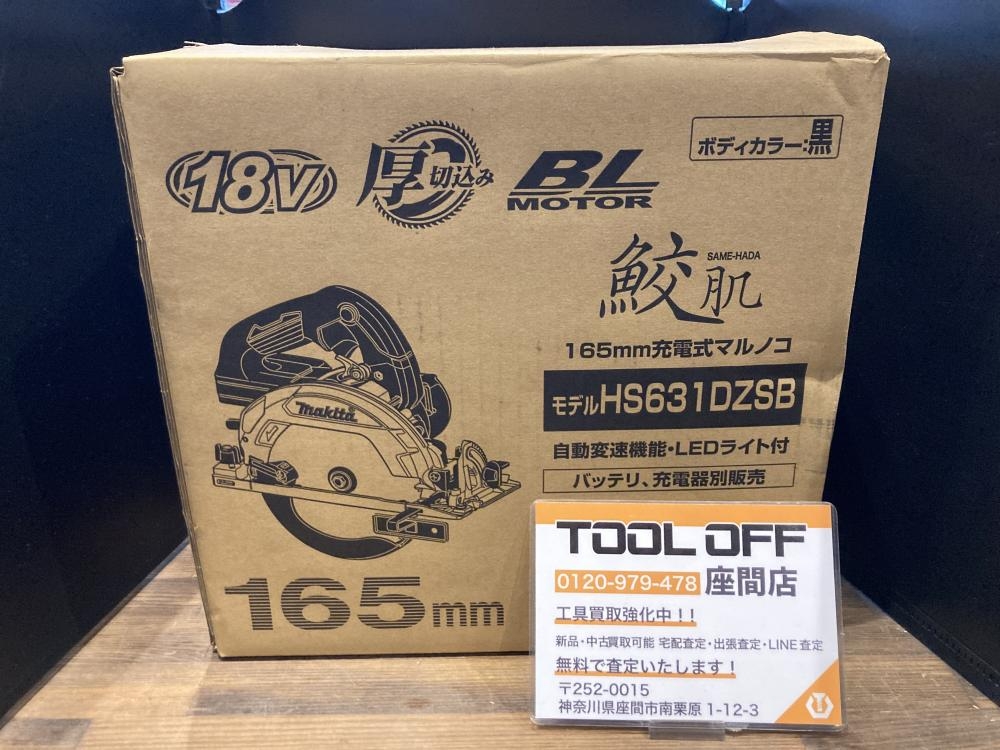 18V
厚切込み
BL
MOTOR
ボディカラー:黒
鮫肌
SAME-HADA
165mm充電式マルノコ
モデルHS631DZSB
自動変速機能・LEDライト付
バッテリ、充電器別販売
makita
165mm
TOOL OFF
0120-979-478 座間店
工具買取強化中!!
新品・中古買取可能 宅配査定・出張査定・LINE査定
無料で査定いたします!
〒252-0015
神奈川県座間市南栗原 1-12-3